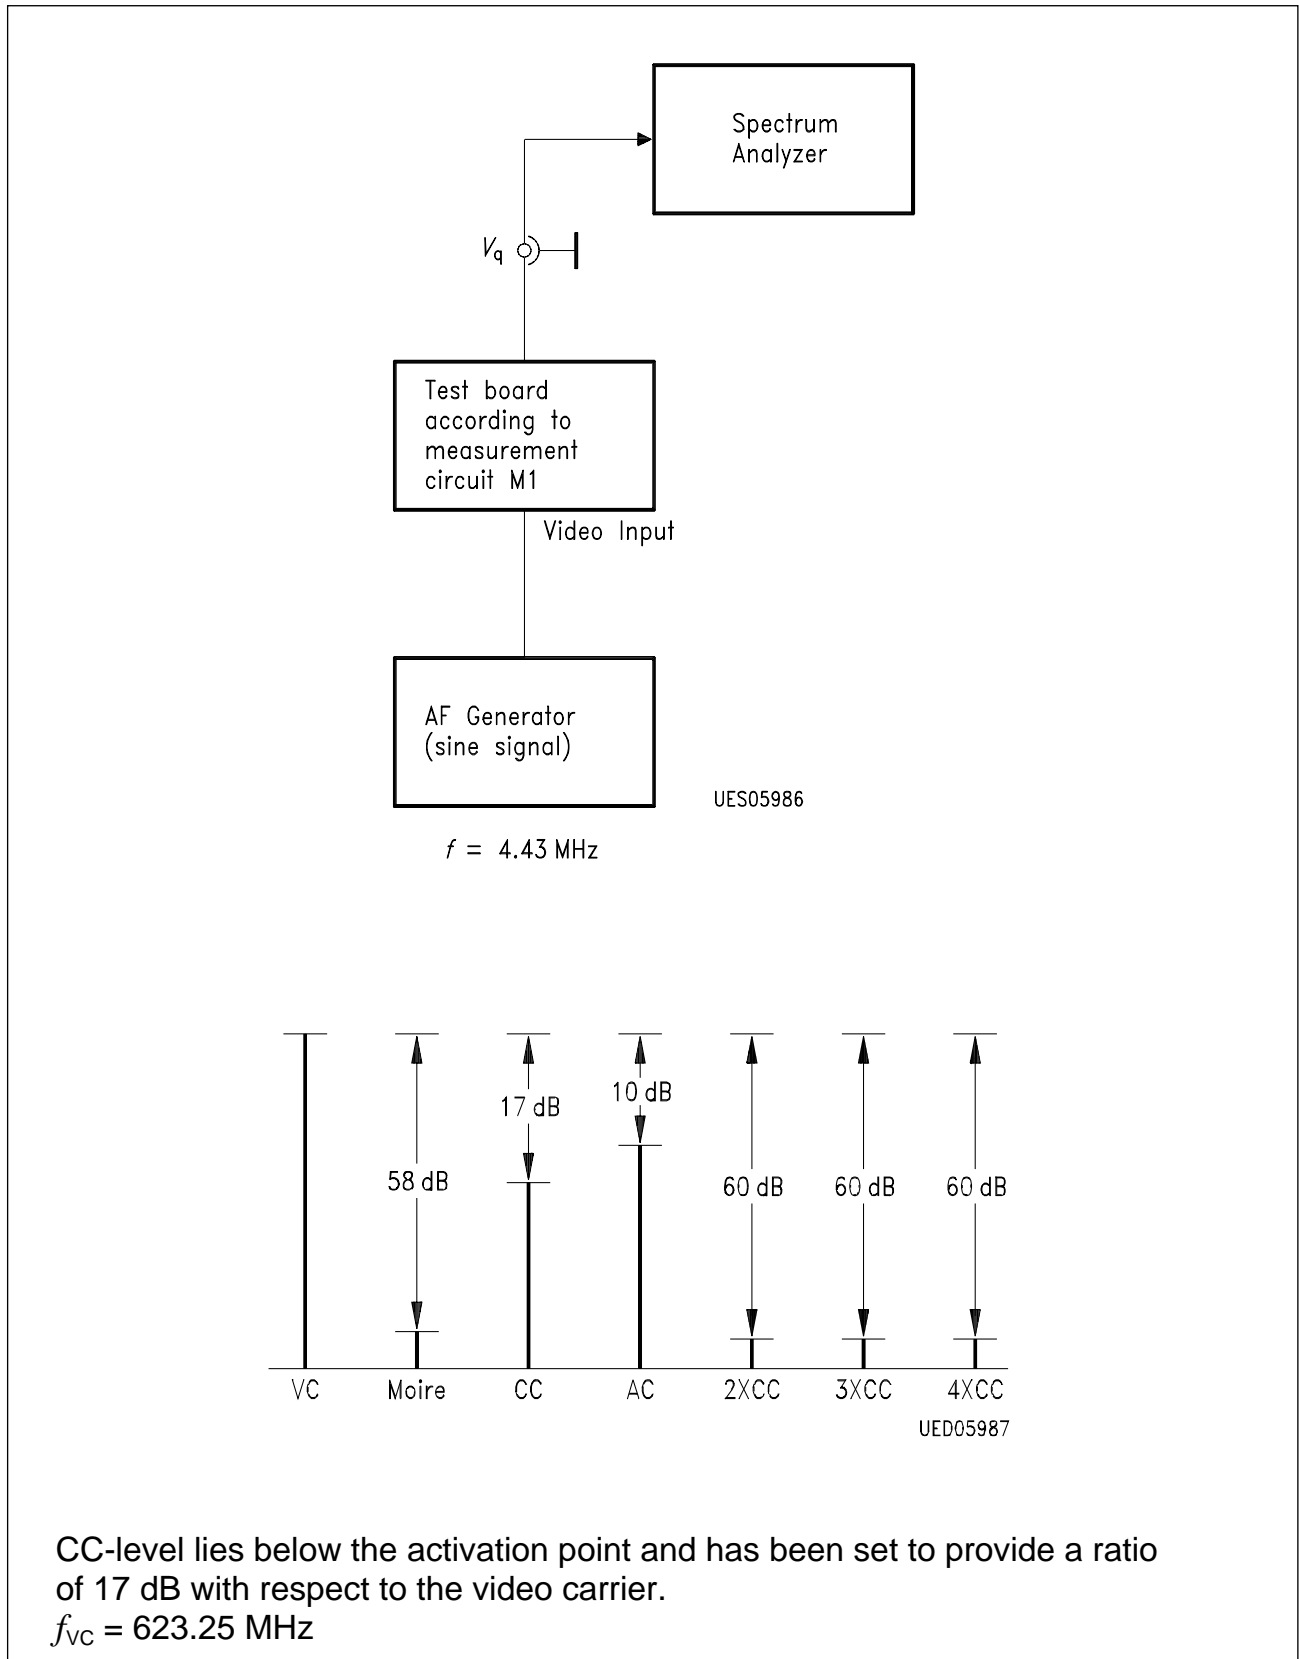 Spectrum
Analyzer
Vq
Test board
according to
measurement
circuit M1
Video Input
AF Generator
(sine signal)
UES05986
f = 4.43 MHz
10 dB
17 dB
58 dB
60 dB
60 dB
60 dB
VC
Moire
CC
AC
2XCC
3XCC
4XCC
UED05987
CC-level lies below the activation point and has been set to provide a ratio
of 17 dB with respect to the video carrier.
fVC = 623.25 MHz